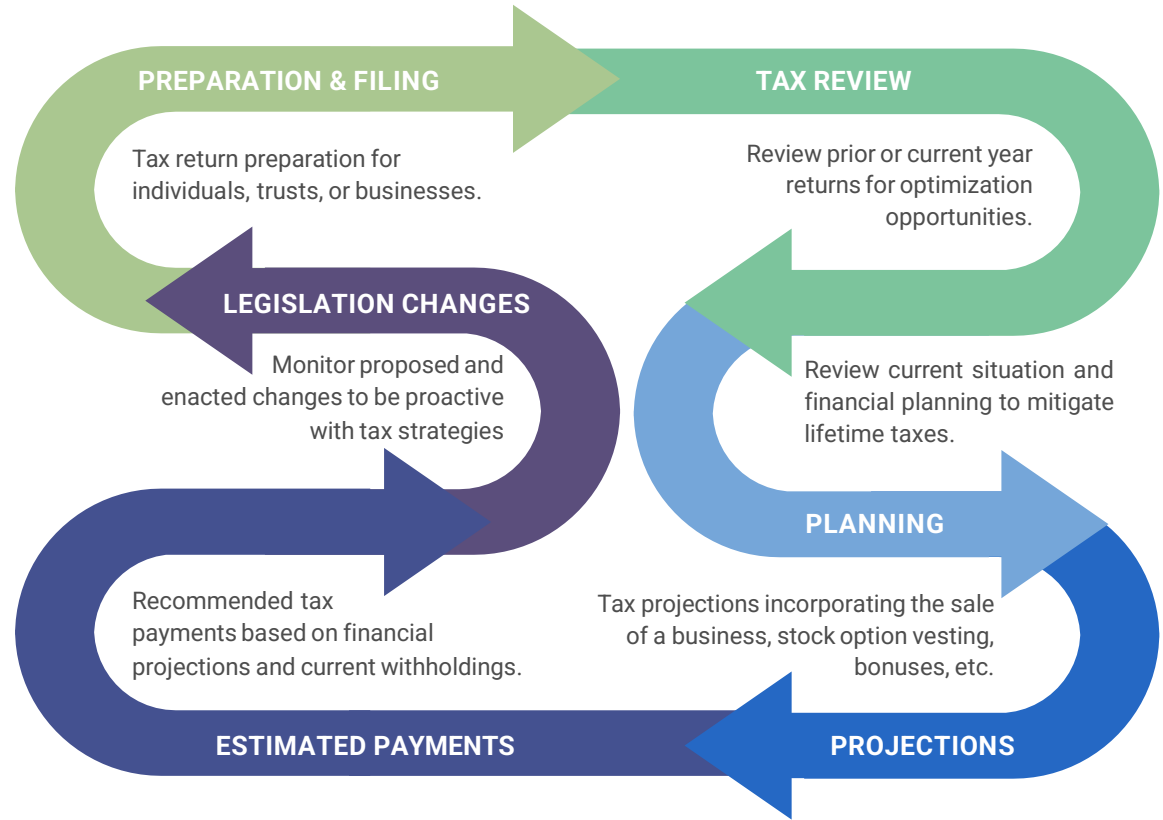 PREPARATION & FILING
Tax return preparation for
individuals, trusts, or businesses.
TAX REVIEW
Review prior or current year
returns for optimization
opportunities.
Review current situation and
financial planning to mitigate
lifetime taxes.
PLANNING
Tax projections incorporating the sale
of a business, stock option vesting,
bonuses, etc.
PROJECTIONS
ESTIMATED PAYMENTS
Recommended tax
payments based on financial
projections and current withholdings.
LEGISLATION CHANGES
Monitor proposed and
enacted changes to be proactive
with tax strategies